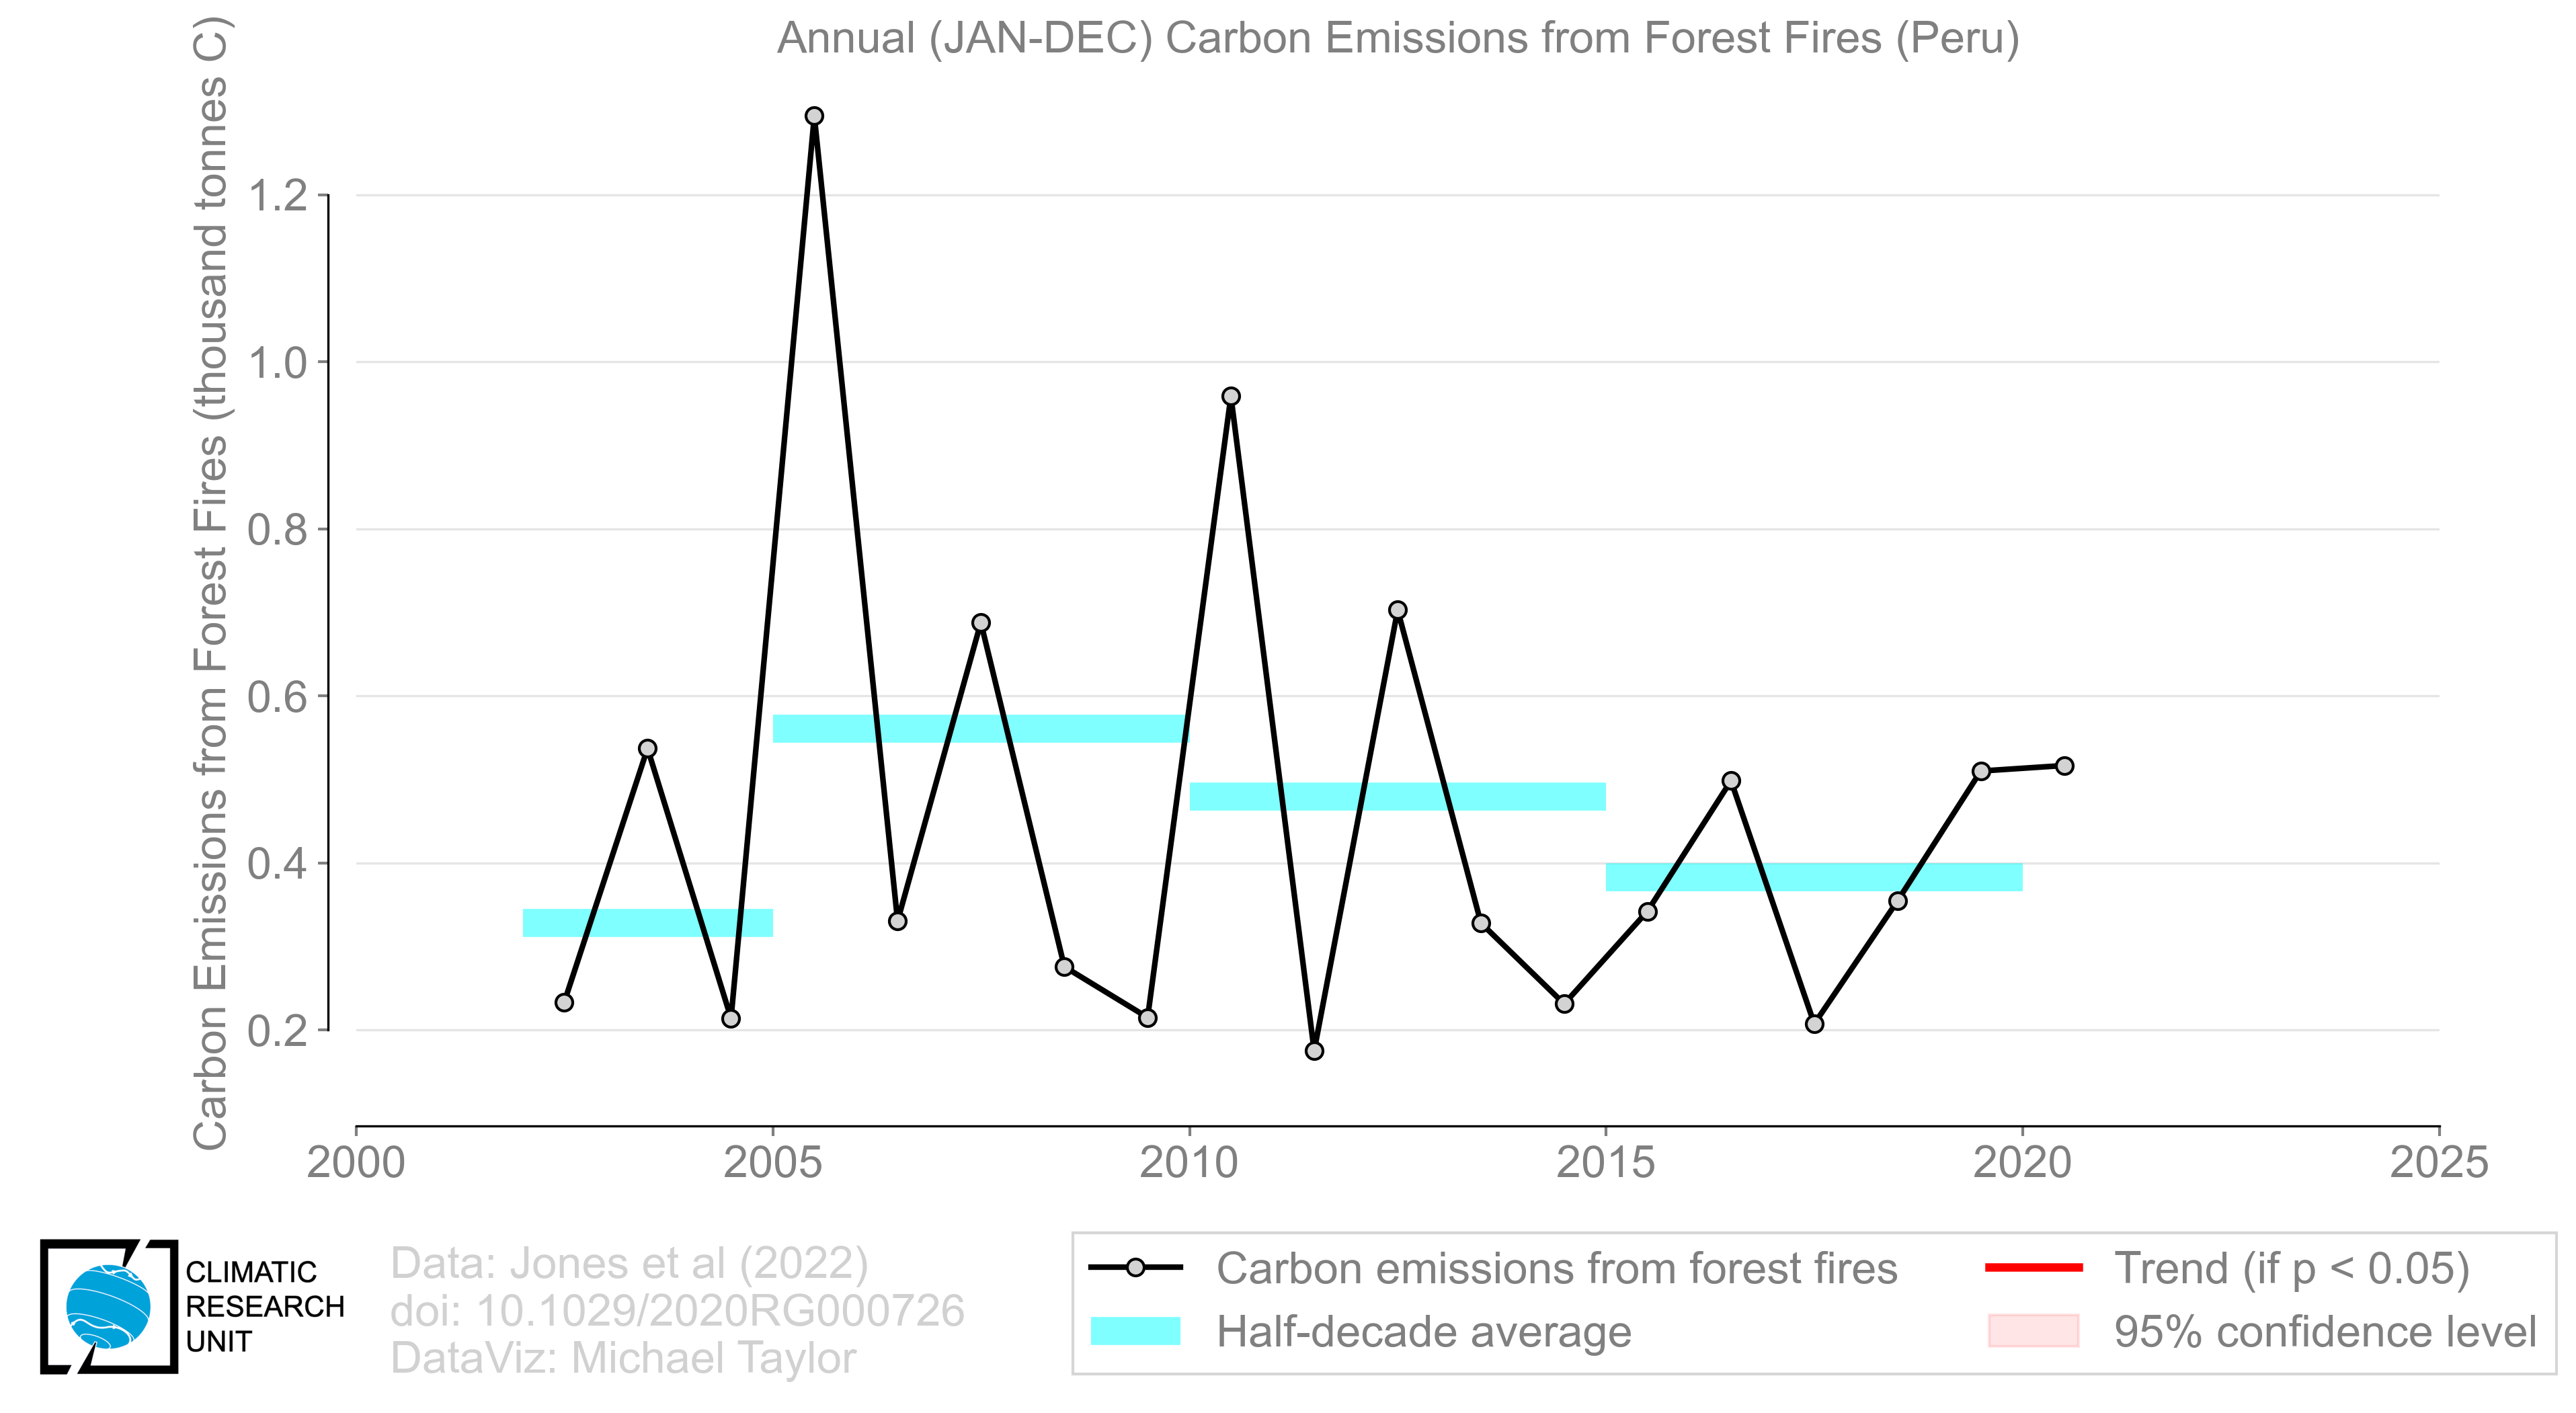 Annual (JAN-DEC) Carbon Emissions from Forest Fires (Peru)
Carbon Emissions from Forest Fires (thousand tonnes C)
1.2
1.0
0.8
0.6
0.4
0.2
2000 2005 2010 2015 2020 2025
CLIMATIC
RESEARCH
UNIT
Data: Jones et al (2022)
doi: 10.1029/2020RG000726
DataViz: Michael Taylor
Carbon emissions from forest fires
Half-decade average
Trend (if p < 0.05)
95% confidence level